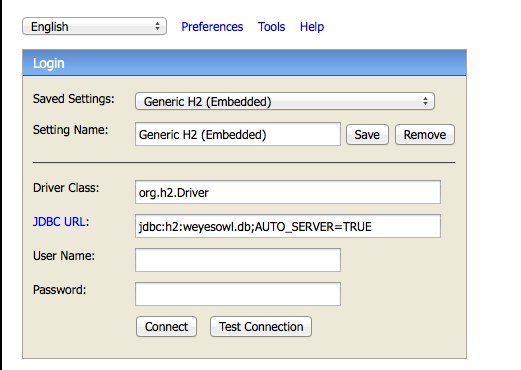 English Preferences Tools Help
Login
Saved Settings: Generic H2 (Embedded)
Setting Name: Generic H2 (Embedded) Save Remove
Driver Class: org.h2.Driver
JDBC URL: jdbc:h2:weyesowl.db;AUTO_SERVER=TRUE
User Name:
Password:
Connect Test Connection